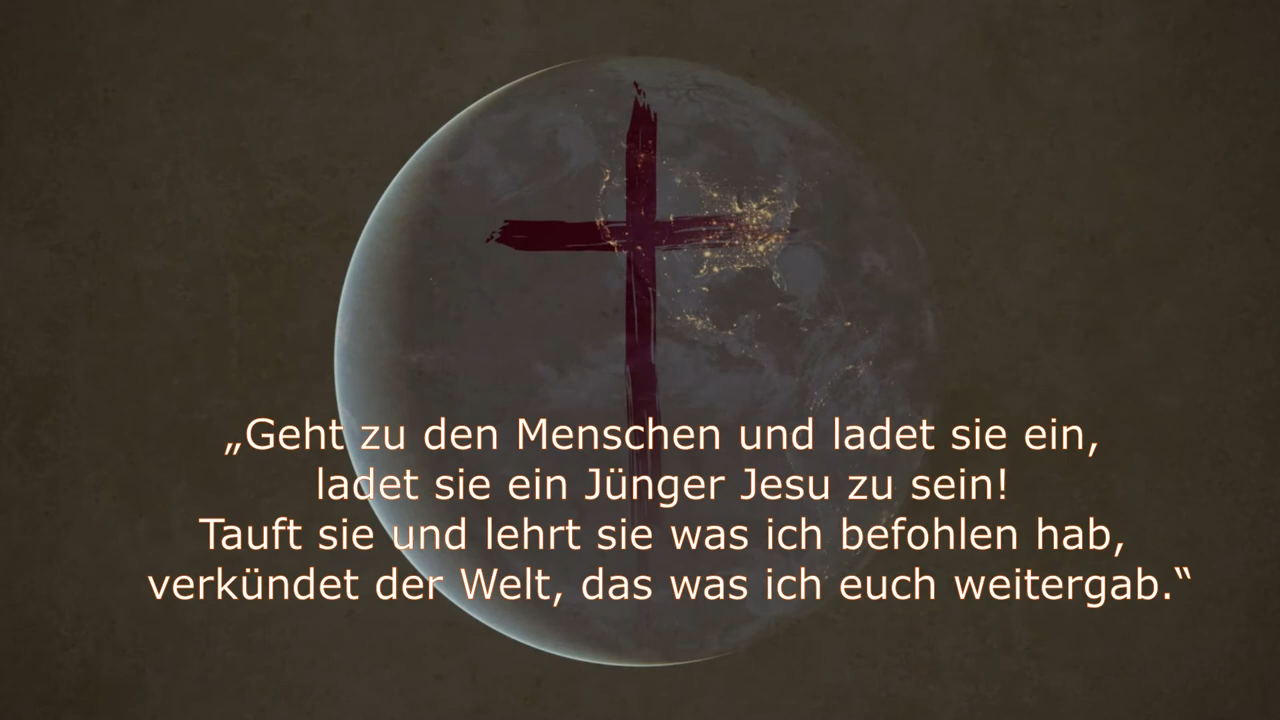 „Geht zu den Menschen und ladet sie ein,
ladet sie ein Jünger Jesu zu sein!
Tauft sie und lehrt sie was ich befohlen hab,
verkündet der Welt, das was ich euch weitergab.“